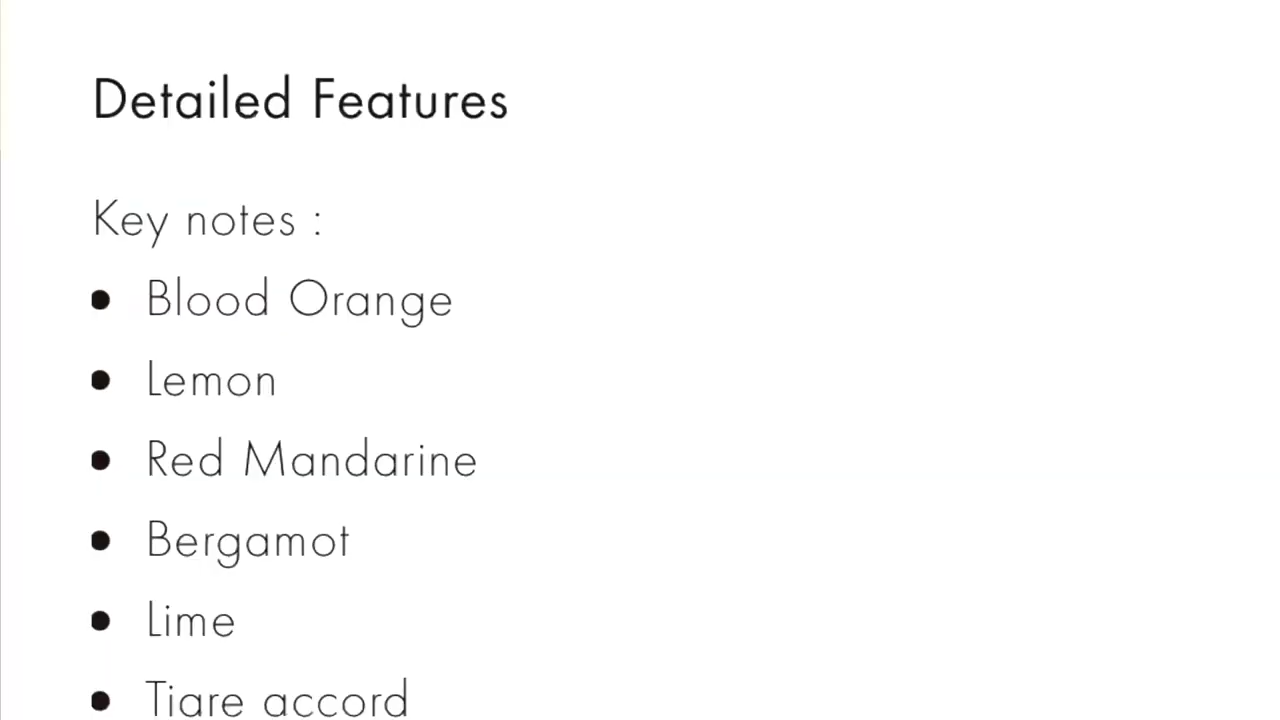 Detailed Features
Key notes :
• Blood Orange
• Lemon
• Red Mandarine
• Bergamot
• Lime
• Tiare accord